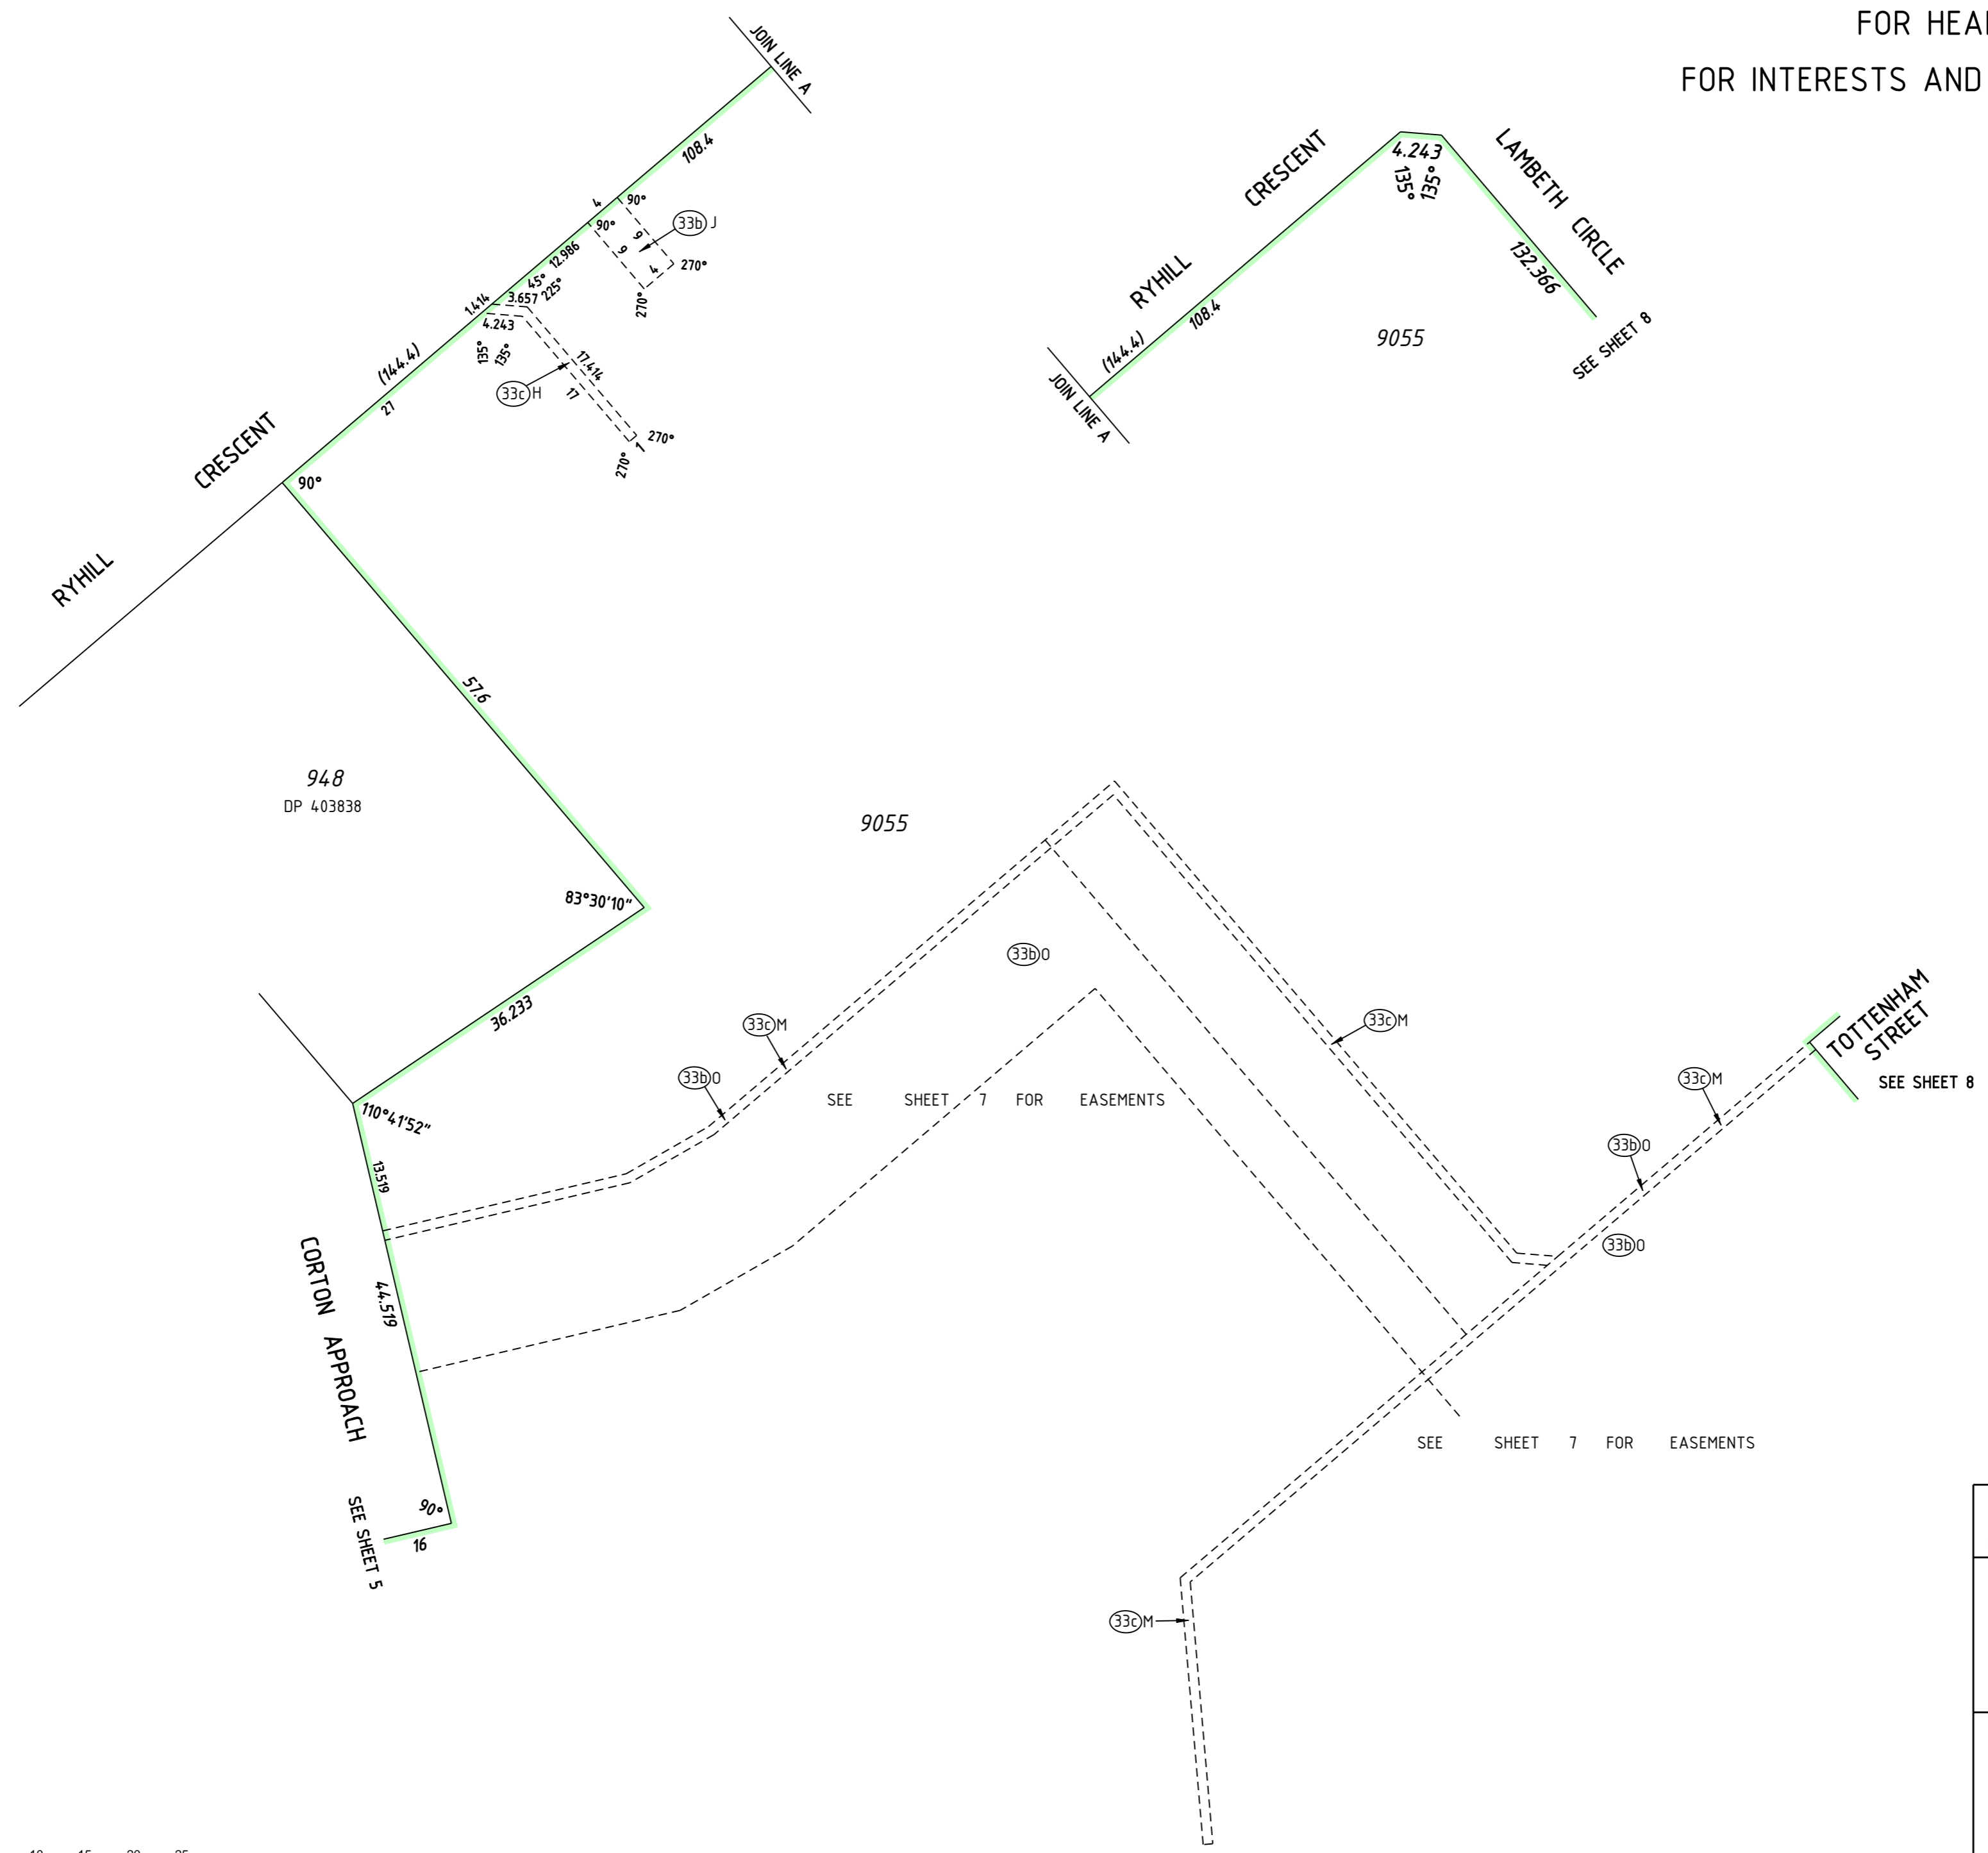 FOR HEA
FOR INTERESTS AND
JOIN LINE A
108.4
4
90°
90°
33b J
9
9
4
270°
270°
12.986
45°
225°
1.414
3.657
4.243
135°
135°
(144.4)
27
17.414
17
33c H
270°
1
270°
CRESCENT
90°
RYHILL
57.6
948
DP 403838
83°30'10"
36.233
110°41'52"
13.519
44.519
CORTON APPROACH
90°
16
SEE SHEET 5
CRESCENT
RYHILL
4.243
135°
135°
LAMBETH CIRCLE
132.366
(144.4)
108.4
9055
SEE SHEET 8
JOIN LINE A
9055
33b O
33c M
33c M
33b O
SEE SHEET 7 FOR EASEMENTS
TOTTENHAM
STREET
SEE SHEET 8
33c M
33b O
33b O
SEE SHEET 7 FOR EASEMENTS
33c M